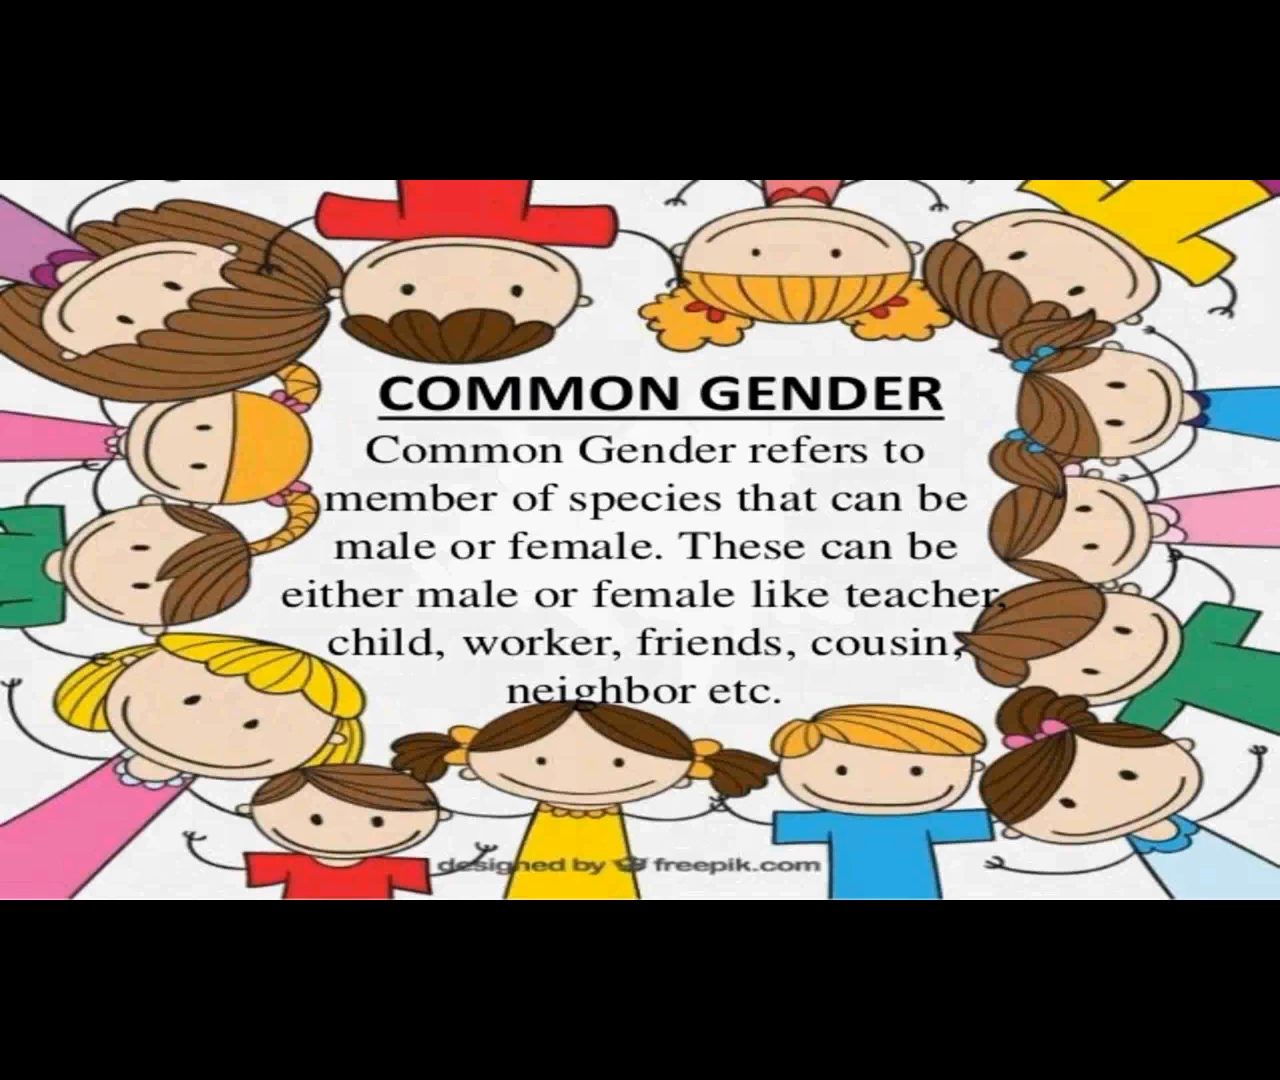 COMMON GENDER
Common Gender refers to
member of species that can be
male or female. These can be
either male or female like teacher,
child, worker, friends, cousin,
neighbor etc.
designed by freepik.com